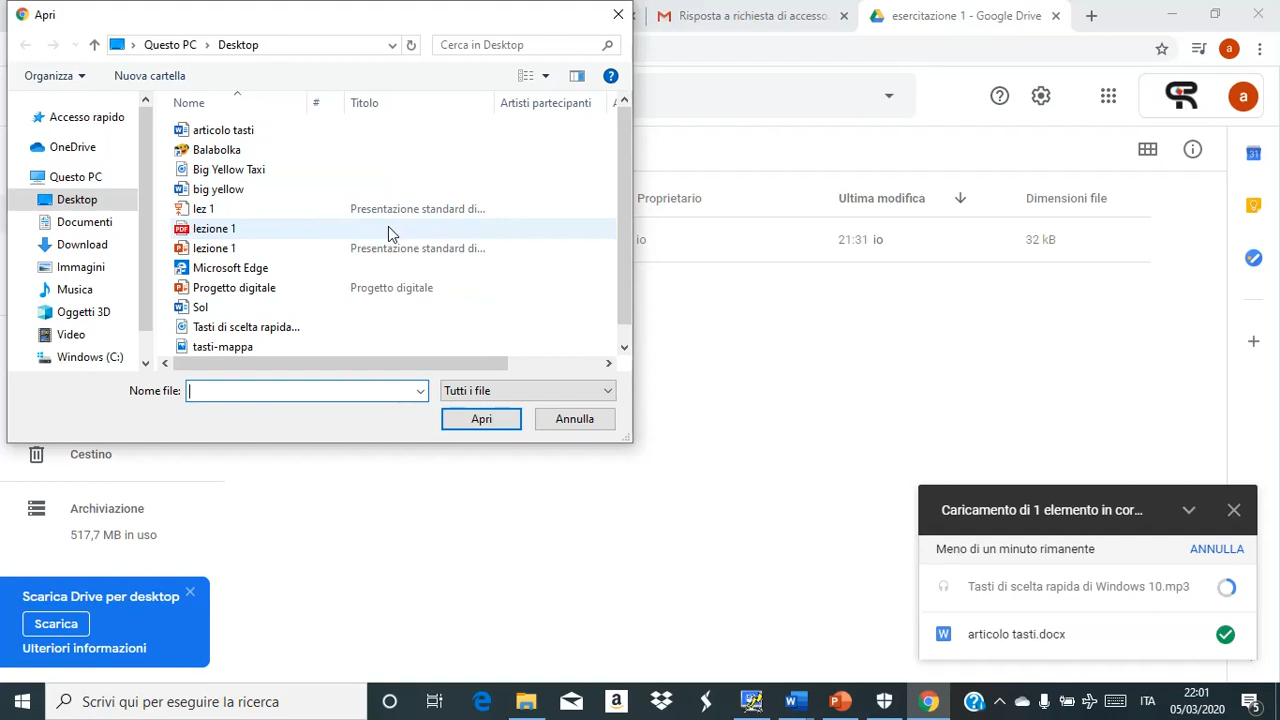 Apri
Risposta a richiesta di accesso.
esercitazione 1 - Google Drive
Questo PC
Desktop
Cerca in Desktop
a
Organizza
Nuova cartella
Nome
#
Titolo
Artisti partecipanti
Accesso rapido
OneDrive
Questo PC
Desktop
Documenti
Download
Immagini
Musica
Oggetti 3D
Video
Windows (C:)
articolo tasti
Balabolka
Big Yellow Taxi
big yellow
lez 1
Presentazione standard di...
lezione 1
lezione 1
Presentazione standard di...
Microsoft Edge
Progetto digitale
Progetto digitale
Sol
Tasti di scelta rapida...
tasti-mappa
Nome file:
Tutti i file
Apri
Annulla
a
Proprietario
Ultima modifica
Dimensioni file
io
21:31 io
32 kB
31
Cestino
Archiviazione
517,7 MB in uso
Scarica Drive per desktop
Scarica
Ulteriori informazioni
Caricamento di 1 elemento in cor...
Meno di un minuto rimanente
ANNULLA
Tasti di scelta rapida di Windows 10.mp3
W
articolo tasti.docx
Scrivi qui per eseguire la ricerca
ITA
22:01
05/03/2020
5